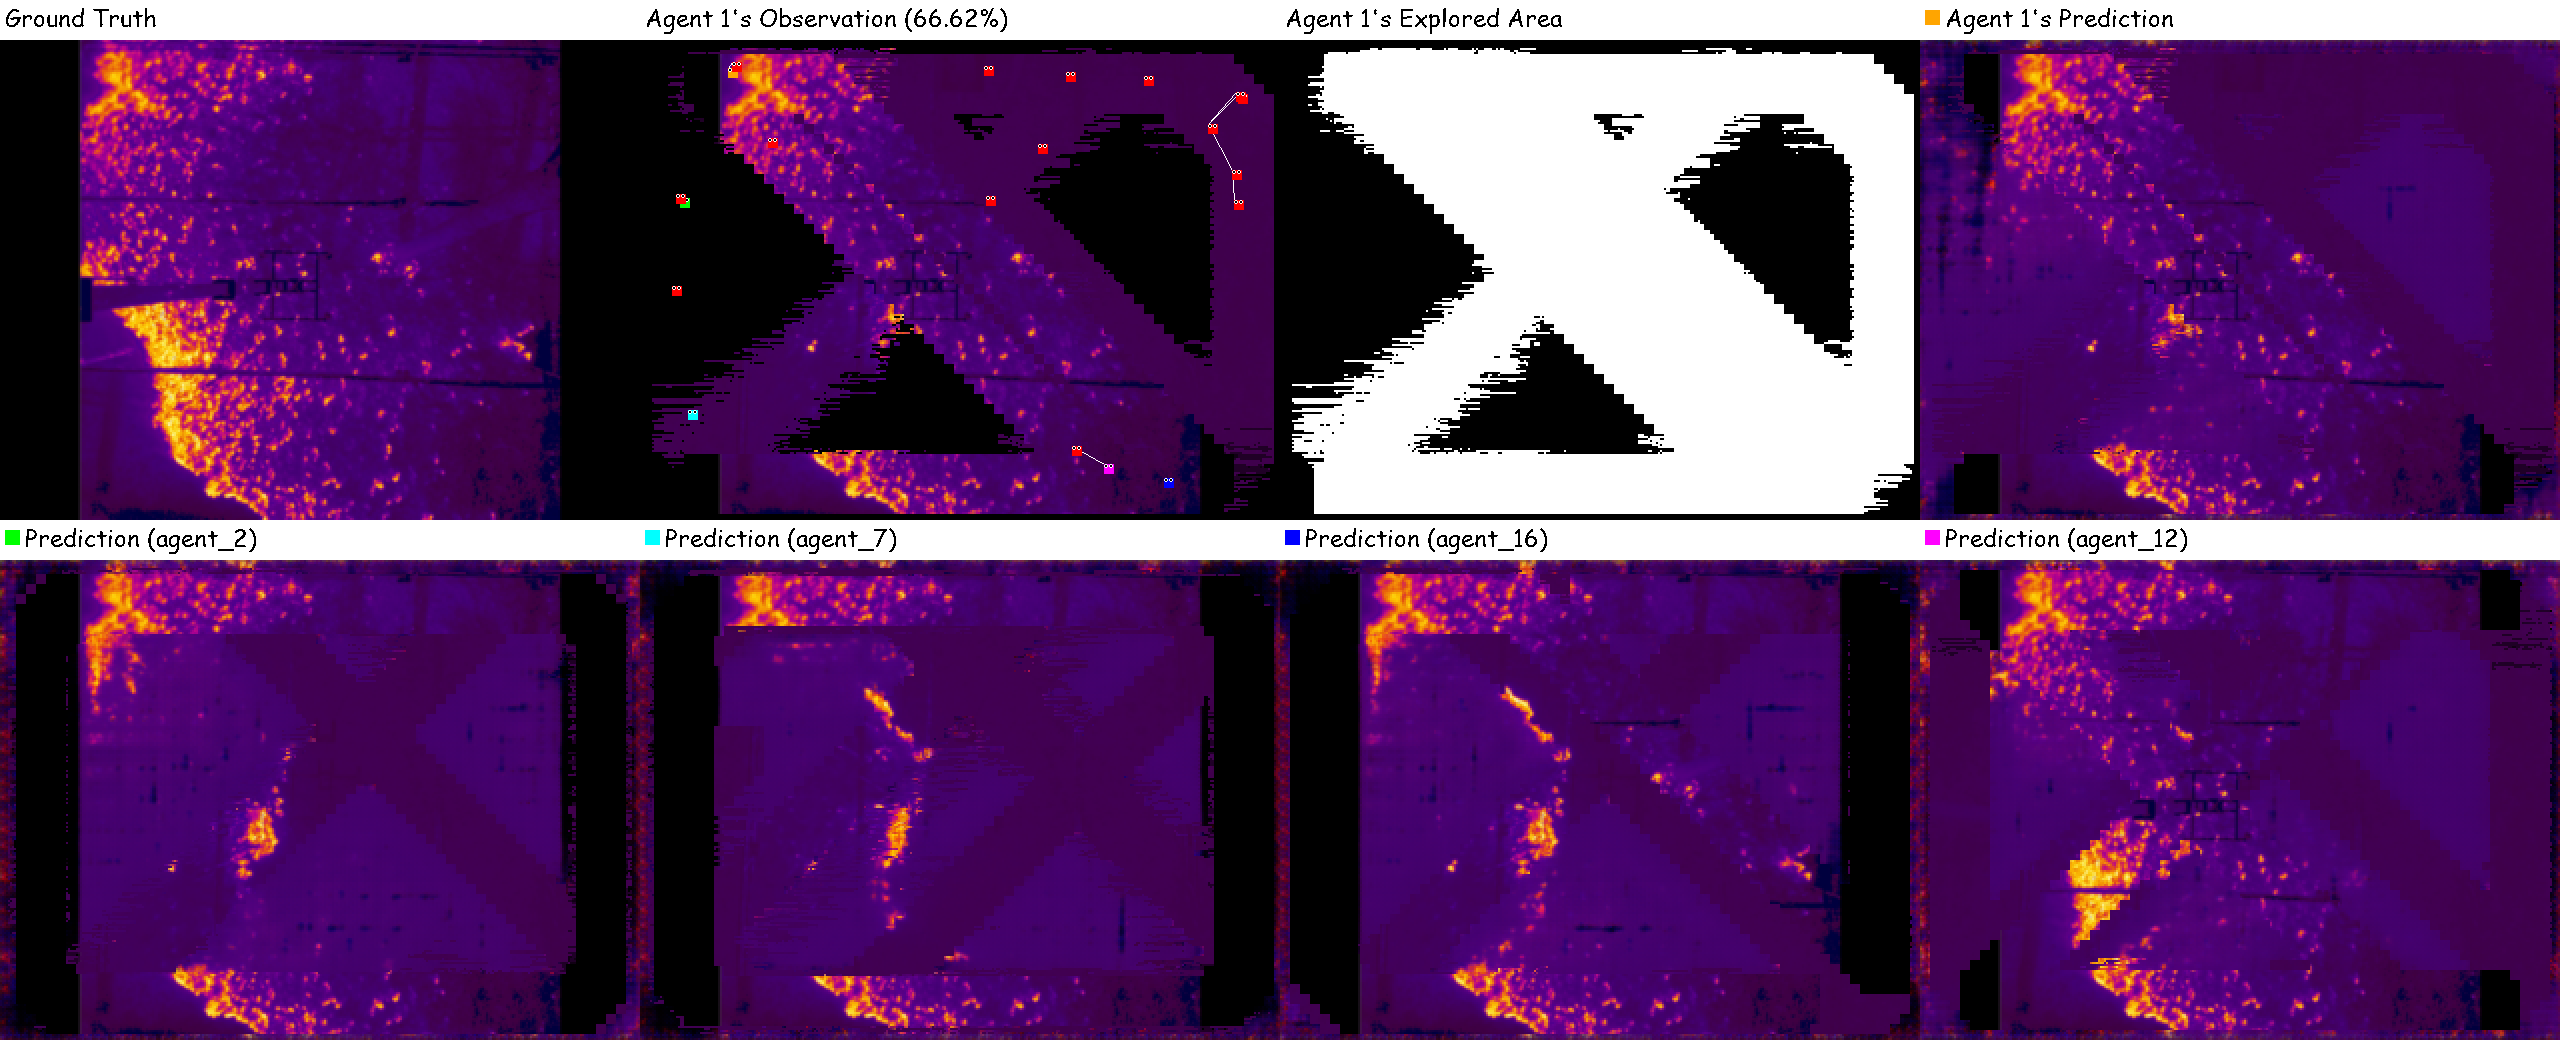 Ground Truth
Agent 1's Observation (66.62%)
Agent 1's Explored Area
Agent 1's Prediction
Prediction (agent_2)
Prediction (agent_7)
Prediction (agent_16)
Prediction (agent_12)